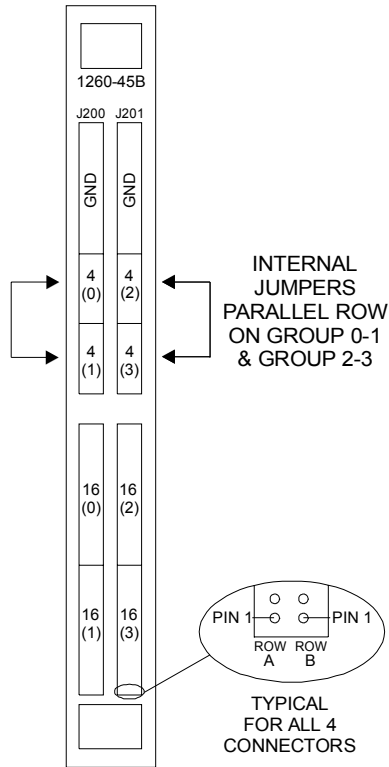 1260-45B
J200 J201
GND GND
4 4
(0) (2)
4 4
(1) (3)
INTERNAL
JUMPERS
PARALLEL ROW
ON GROUP 0-1
& GROUP 2-3
16 16
(0) (2)
16 16
(1) (3)
PIN 1 PIN 1
ROW ROW
A B
TYPICAL
FOR ALL 4
CONNECTORS